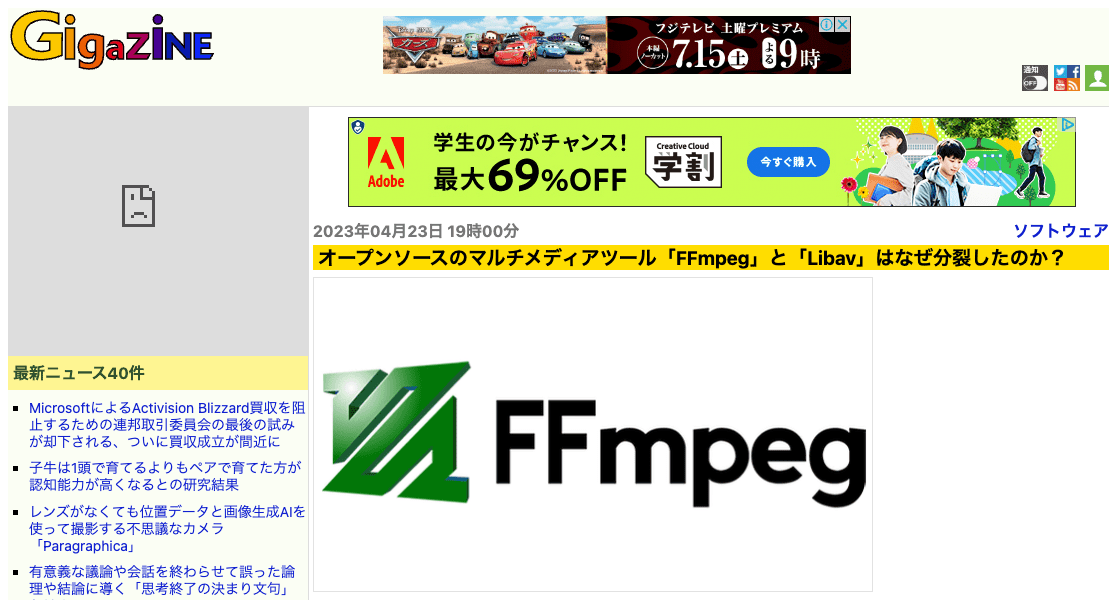 GIGAZINE
カーズ
フジテレビ 土曜プレミアム
本編ノーカット 7.15 土 よる 9時
通知
OFF
学生の今がチャンス!
最大69%OFF
Adobe
Creative Cloud
学割
今すぐ購入
2023年04月23日 19時00分
ソフトウェア
オープンソースのマルチメディアツール「FFmpeg」と「Libav」はなぜ分裂したのか？
FFmpeg
最新ニュース40件
MicrosoftによるActivision Blizzard買収を阻
止するための連邦取引委員会の最後の試み
が却下される、ついに買収成立が間近に
子牛は1頭で育てるよりもペアで育てた方が
認知能力が高くなるとの研究結果
レンズがなくても位置データと画像生成AIを
使って撮影する不思議なカメラ
「Paragraphica」
有意義な議論や会話を終わらせて誤った論
理や結論に導く「思考終了の決まり文句」